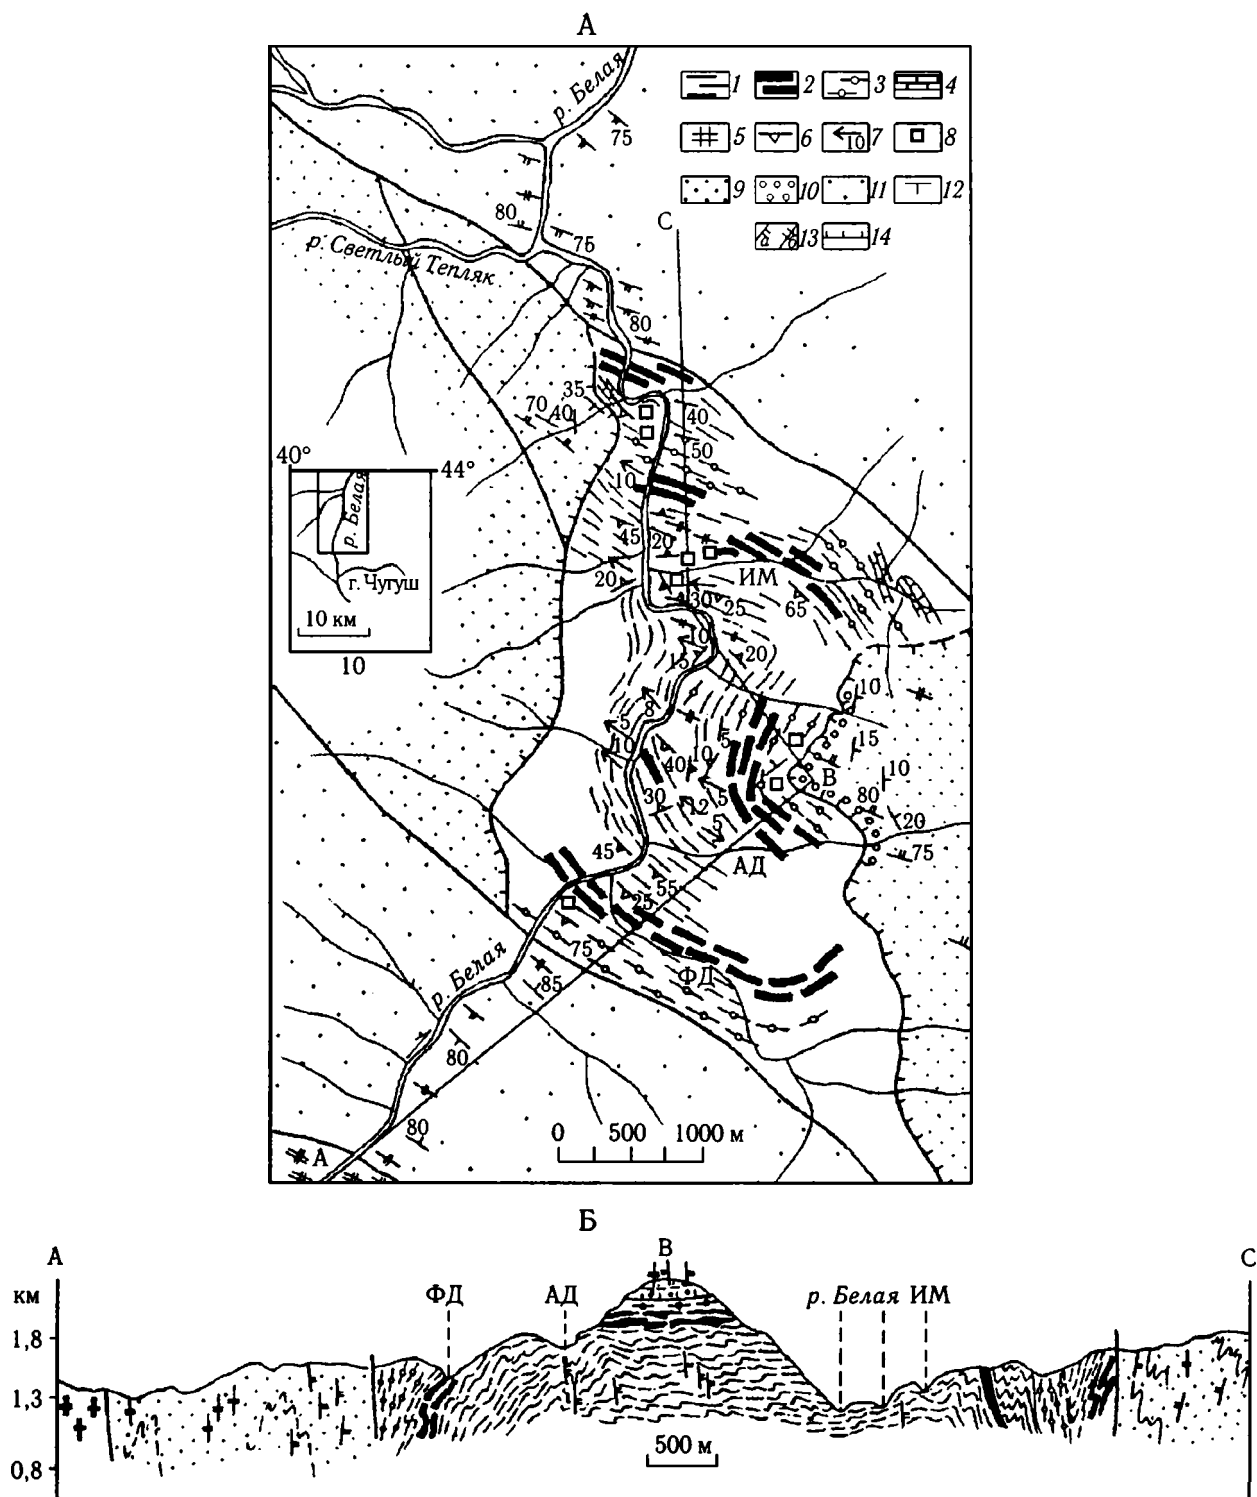 А
р. Белая
1 2 3 4
75
5 6 10 7 8
9 10 11 12
80
С
а б 13 14
75
р. Светлый Тепляк
80
35
70 40
40
40° 44°
50
10
р. Белая
45 20
ИМ
20
г. Чугуш
30 25 65
10 км
10
10
15 20
10
8
5
5 15
10 10
40 В 10
30 12 5 80
5 20
45 АД 75
55
25
75
р. Белая
ФД
85
80
80
0 500 1000 м
А
Б
А В С
км ФД АД р. Белая ИМ
1,8
1,3
500 м
0,8